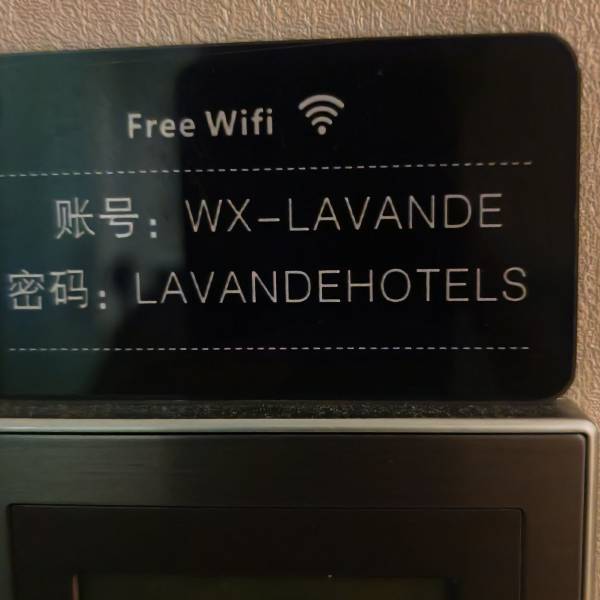 Free Wifi
账号：WX-LAVANDE
密码：LAVANDEHOTELS